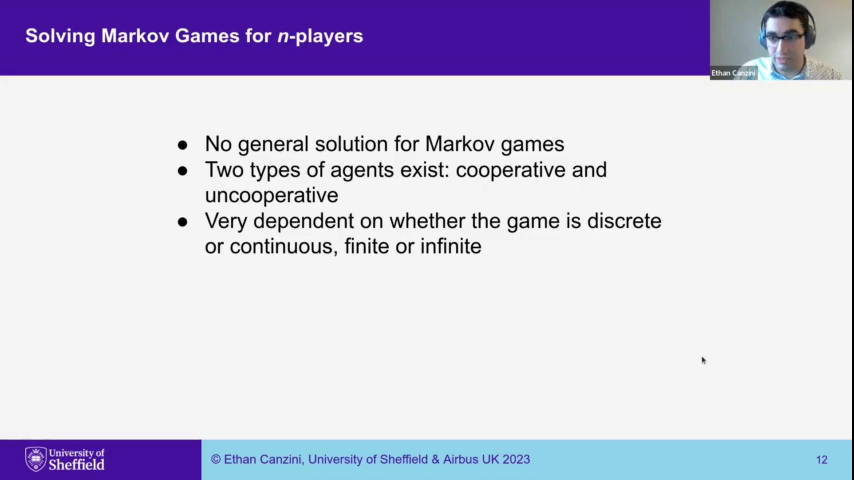 Solving Markov Games for n-players
Ethan Canzini
● No general solution for Markov games
● Two types of agents exist: cooperative and
uncooperative
● Very dependent on whether the game is discrete
or continuous, finite or infinite
University of
Sheffield
© Ethan Canzini, University of Sheffield & Airbus UK 2023
12